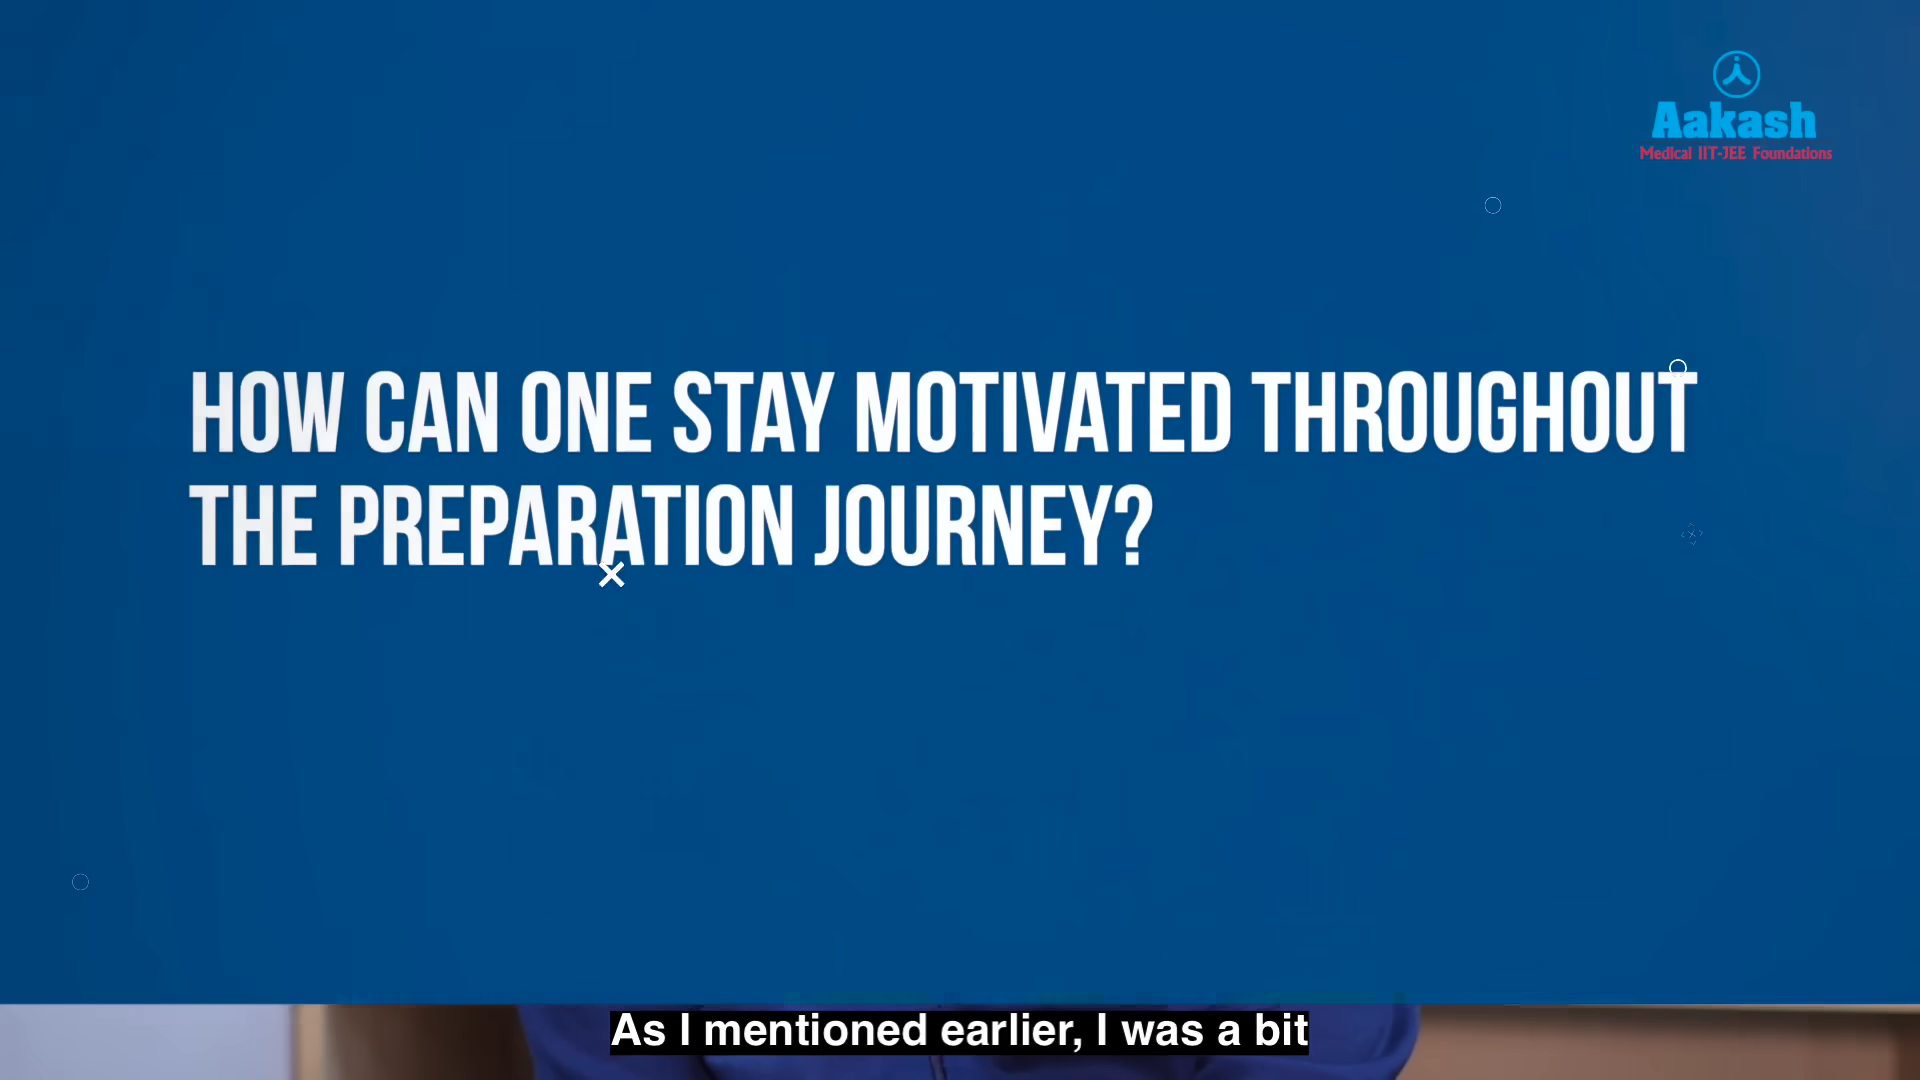 Aakash
Medical IIT-JEE Foundations
HOW CAN ONE STAY MOTIVATED THROUGHOUT
THE PREPARATION JOURNEY?
As I mentioned earlier, I was a bit